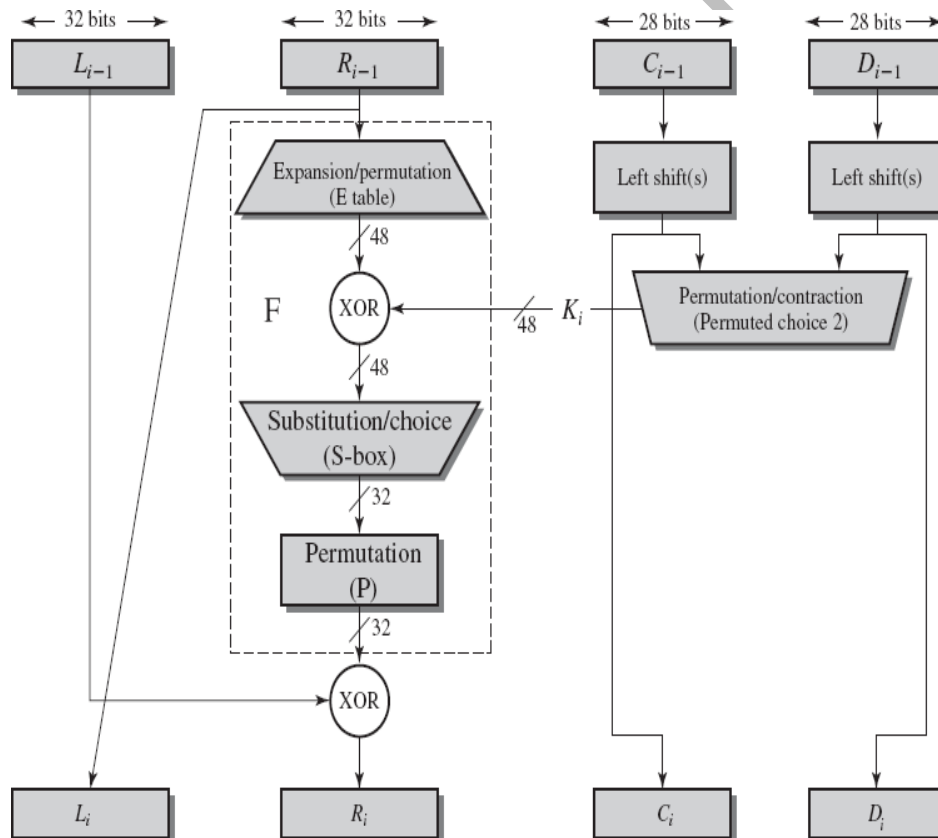 32 bits 32 bits 28 bits 28 bits
L_{i–1} R_{i–1} C_{i–1} D_{i–1}
Expansion/permutation
(E table)
Left shift(s) Left shift(s)
48
F XOR 48 K_i
Permutation/contraction
(Permuted choice 2)
48
Substitution/choice
(S-box)
32
Permutation
(P)
32
XOR
L_i R_i C_i D_i